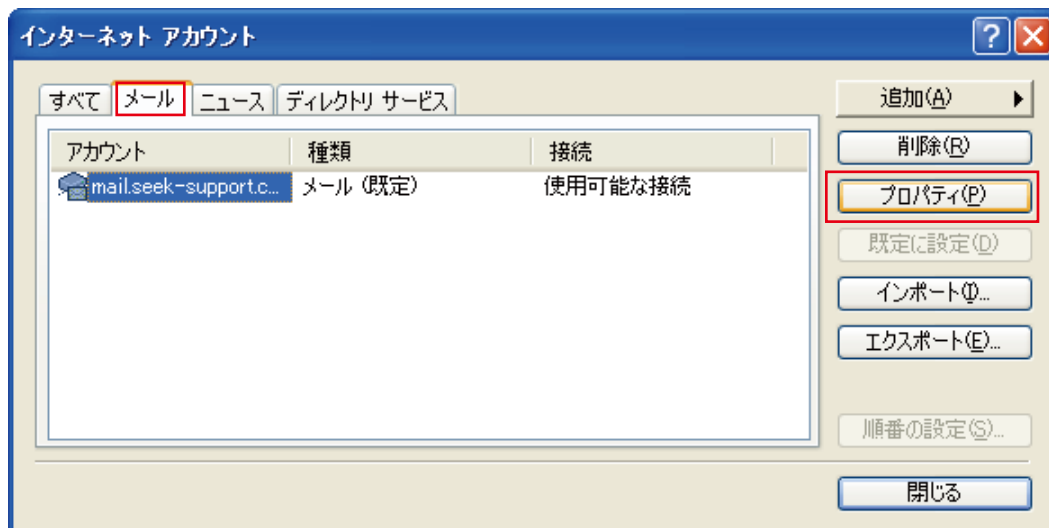 インターネット アカウント
すべて メール ニュース ディレクトリ サービス
アカウント 種類 接続
mail.seek-support.c... メール (既定) 使用可能な接続
追加(A)
削除(R)
プロパティ(P)
既定に設定(D)
インポート(I)...
エクスポート(E)...
順番の設定(S)...
閉じる